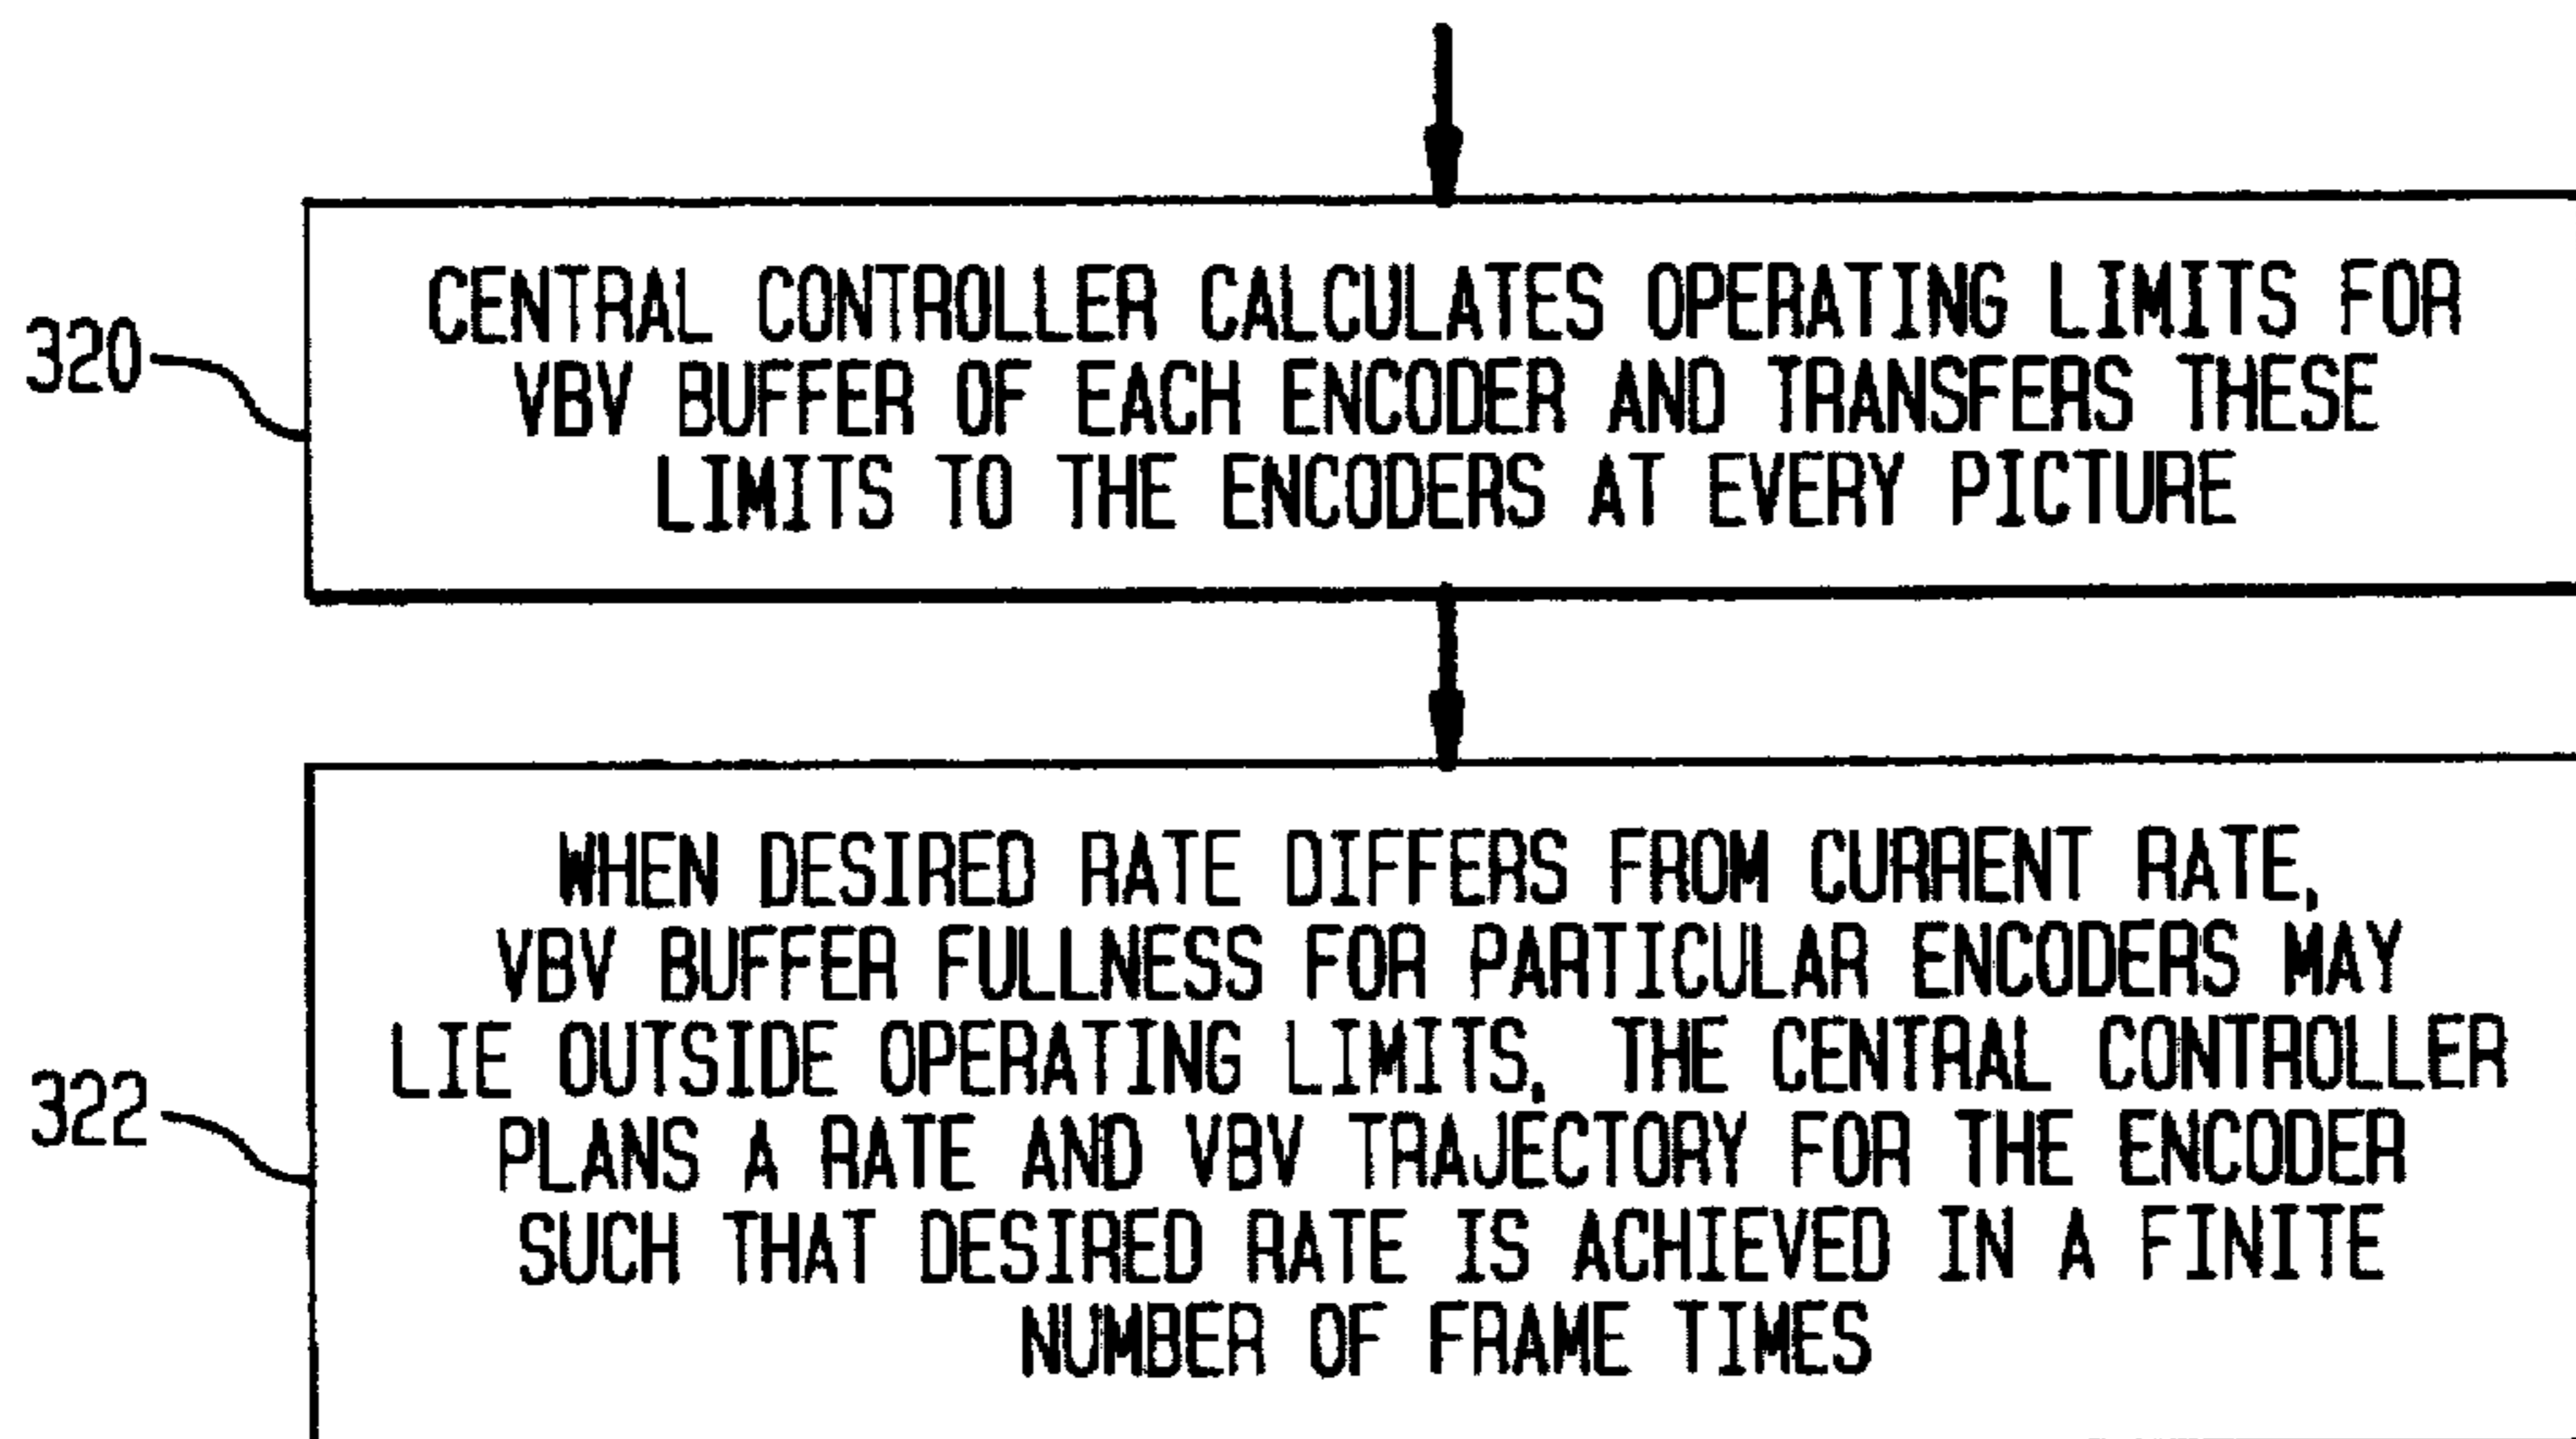 CENTRAL CONTROLLER CALCULATES OPERATING LIMITS FOR
320
VBV BUFFER OF EACH ENCODER AND TRANSFERS THESE
LIMITS TO THE ENCODERS AT EVERY PICTURE
WHEN DESIRED RATE DIFFERS FROM CURRENT RATE,
VBV BUFFER FULLNESS FOR PARTICULAR ENCODERS MAY
LIE OUTSIDE OPERATING LIMITS, THE CENTRAL CONTROLLER
322
PLANS A RATE AND VBV TRAJECTORY FOR THE ENCODER
SUCH THAT DESIRED RATE IS ACHIEVED IN A FINITE
NUMBER OF FRAME TIMES